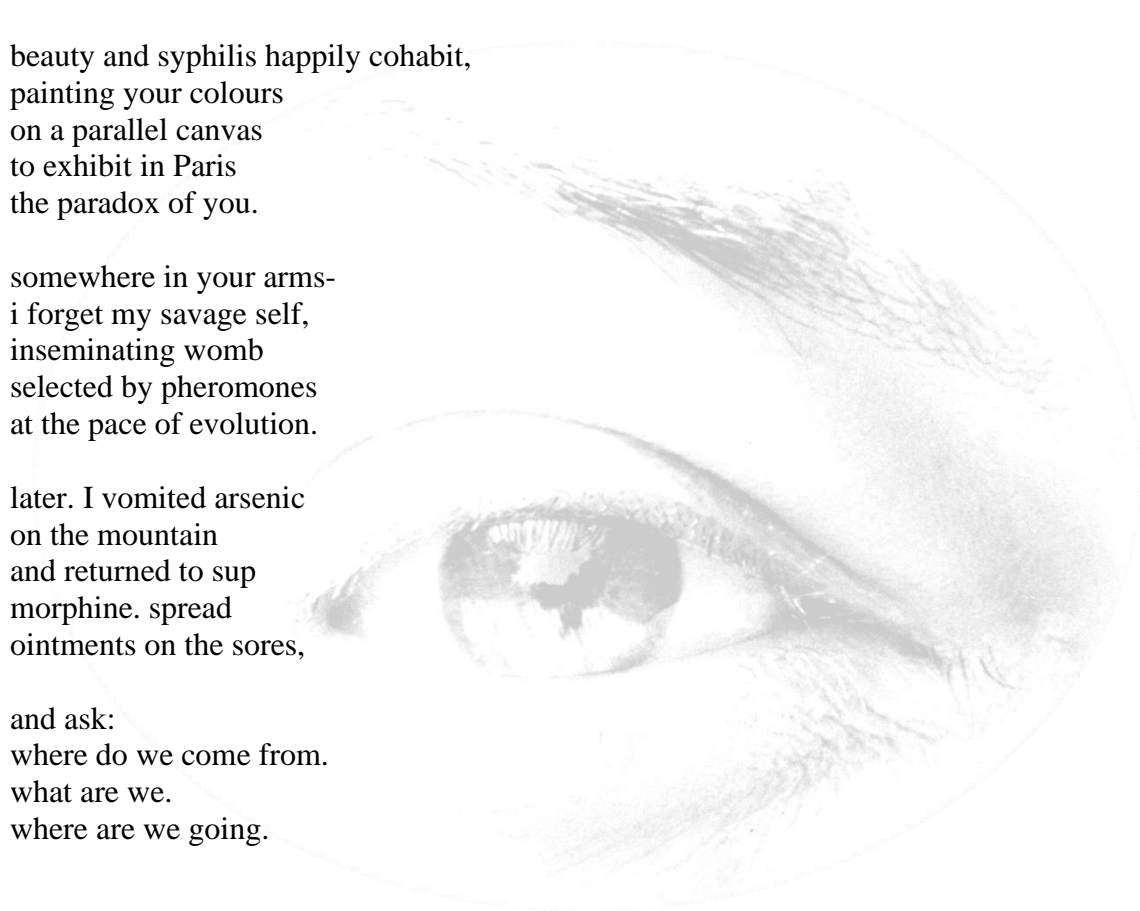 beauty and syphilis happily cohabit,
painting your colours
on a parallel canvas
to exhibit in Paris
the paradox of you.

somewhere in your arms-
i forget my savage self,
inseminating womb
selected by pheromones
at the pace of evolution.

later. I vomited arsenic
on the mountain
and returned to sup
morphine. spread
ointments on the sores,

and ask:
where do we come from.
what are we.
where are we going.